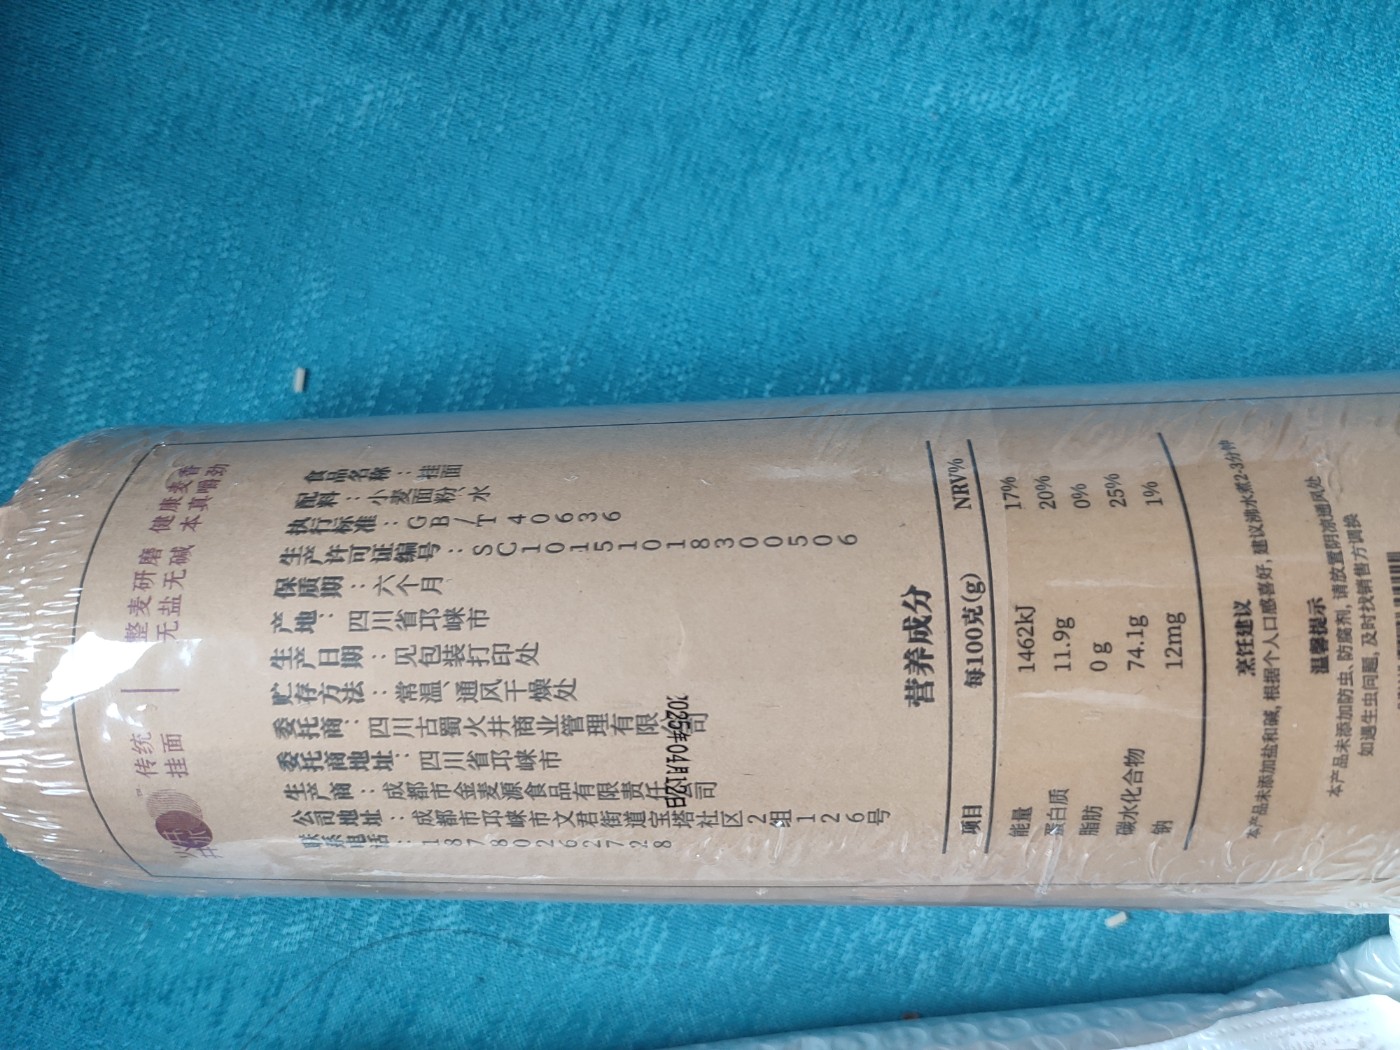 传统
挂面
整麦研磨 健康麦香
无盐无碱 本真嚼劲
食品名称：挂面
配料：小麦面粉、水
执行标准：GB/T 40636
生产许可证编号：SC10151018300506
保质期：六个月
产地：四川省邛崃市
生产日期：见包装打印处
贮存方法：常温、通风干燥处
委托商：四川古蜀火井商业管理有限公司
委托商地址：四川省邛崃市
生产商：成都市金麦源食品有限责任公司
公司地址：成都市邛崃市文君街道宝塔社区2组126号
联系电话：18780262728
2025年04月12日
营养成分
项目 每100克(g) NRV%
能量 1462kJ 17%
蛋白质 11.9g 20%
脂肪 0g 0%
碳水化合物 74.1g 25%
钠 12mg 1%
烹饪建议
本产品未添加盐和碱，根据个人口感喜好，建议沸水煮2-3分钟
温馨提示
本产品未添加防虫、防腐剂，请放置阴凉通风处
如遇生虫问题，及时找销售方调换